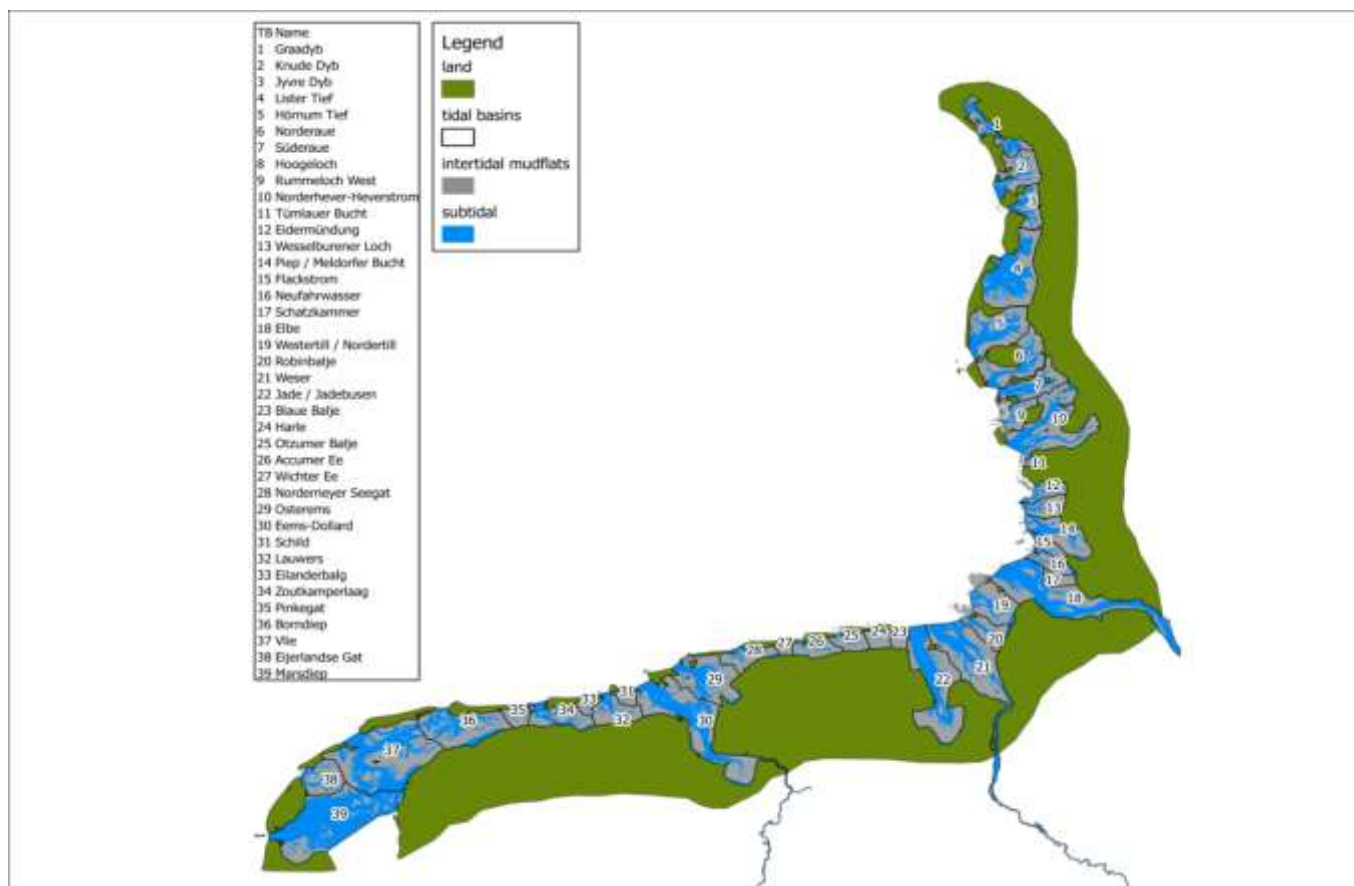 TB Name
1 Graadyb
2 Knude Dyb
3 Jyvre Dyb
4 Lister Tief
5 Hörnum Tief
6 Norderaue
7 Süderaue
8 Hoogeloch
9 Rummeloch West
10 Norderhever-Heverstrom
11 Tümlauer Bucht
12 Eidermündung
13 Wesselburener Loch
14 Piep / Meldorfer Bucht
15 Flackstrom
16 Neufahrwasser
17 Schatzkammer
18 Elbe
19 Westertill / Nordertill
20 Robinbalje
21 Weser
22 Jade / Jadebusen
23 Blaue Balje
24 Harle
25 Otzumer Balje
26 Accumer Ee
27 Wichter Ee
28 Norderneyer Seegat
29 Osterems
30 Eems-Dollard
31 Schild
32 Lauwers
33 Eilanderbalg
34 Zoutkamperlaag
35 Pinkegat
36 Borndiep
37 Vlie
38 Eijerlandse Gat
39 Marsdiep
Legend
land
tidal basins
intertidal mudflats
subtidal
1
2
3
4
5
6
7
9
10
11
12
13
14
15
16
17
18
19
20
21
22
23
24
25
26
27
28
29
30
31
32
33
34
35
36
37
38
39